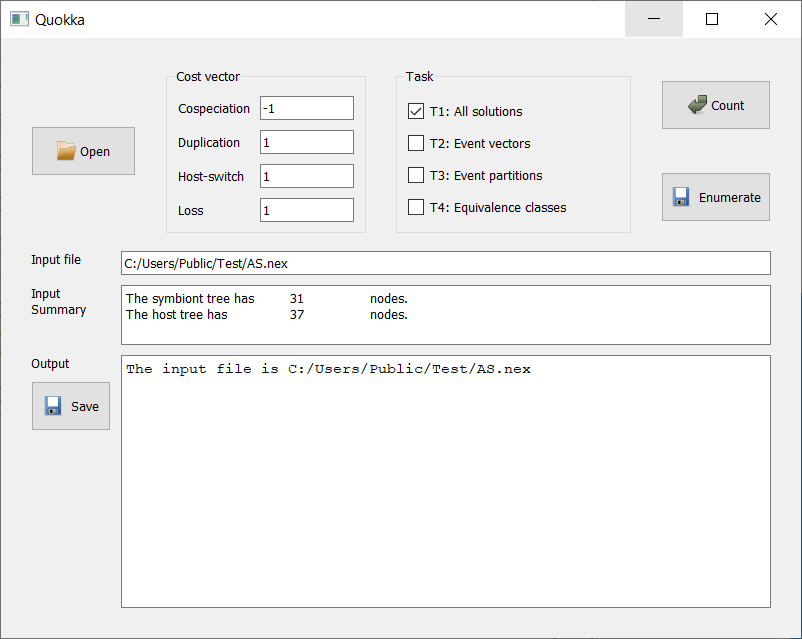 Quokka
Open
Cost vector
Cospeciation -1
Duplication 1
Host-switch 1
Loss 1
Task
T1: All solutions
T2: Event vectors
T3: Event partitions
T4: Equivalence classes
Count
Enumerate
Input file C:/Users/Public/Test/AS.nex
Input
Summary
The symbiont tree has 31 nodes.
The host tree has 37 nodes.
Output
Save
The input file is C:/Users/Public/Test/AS.nex